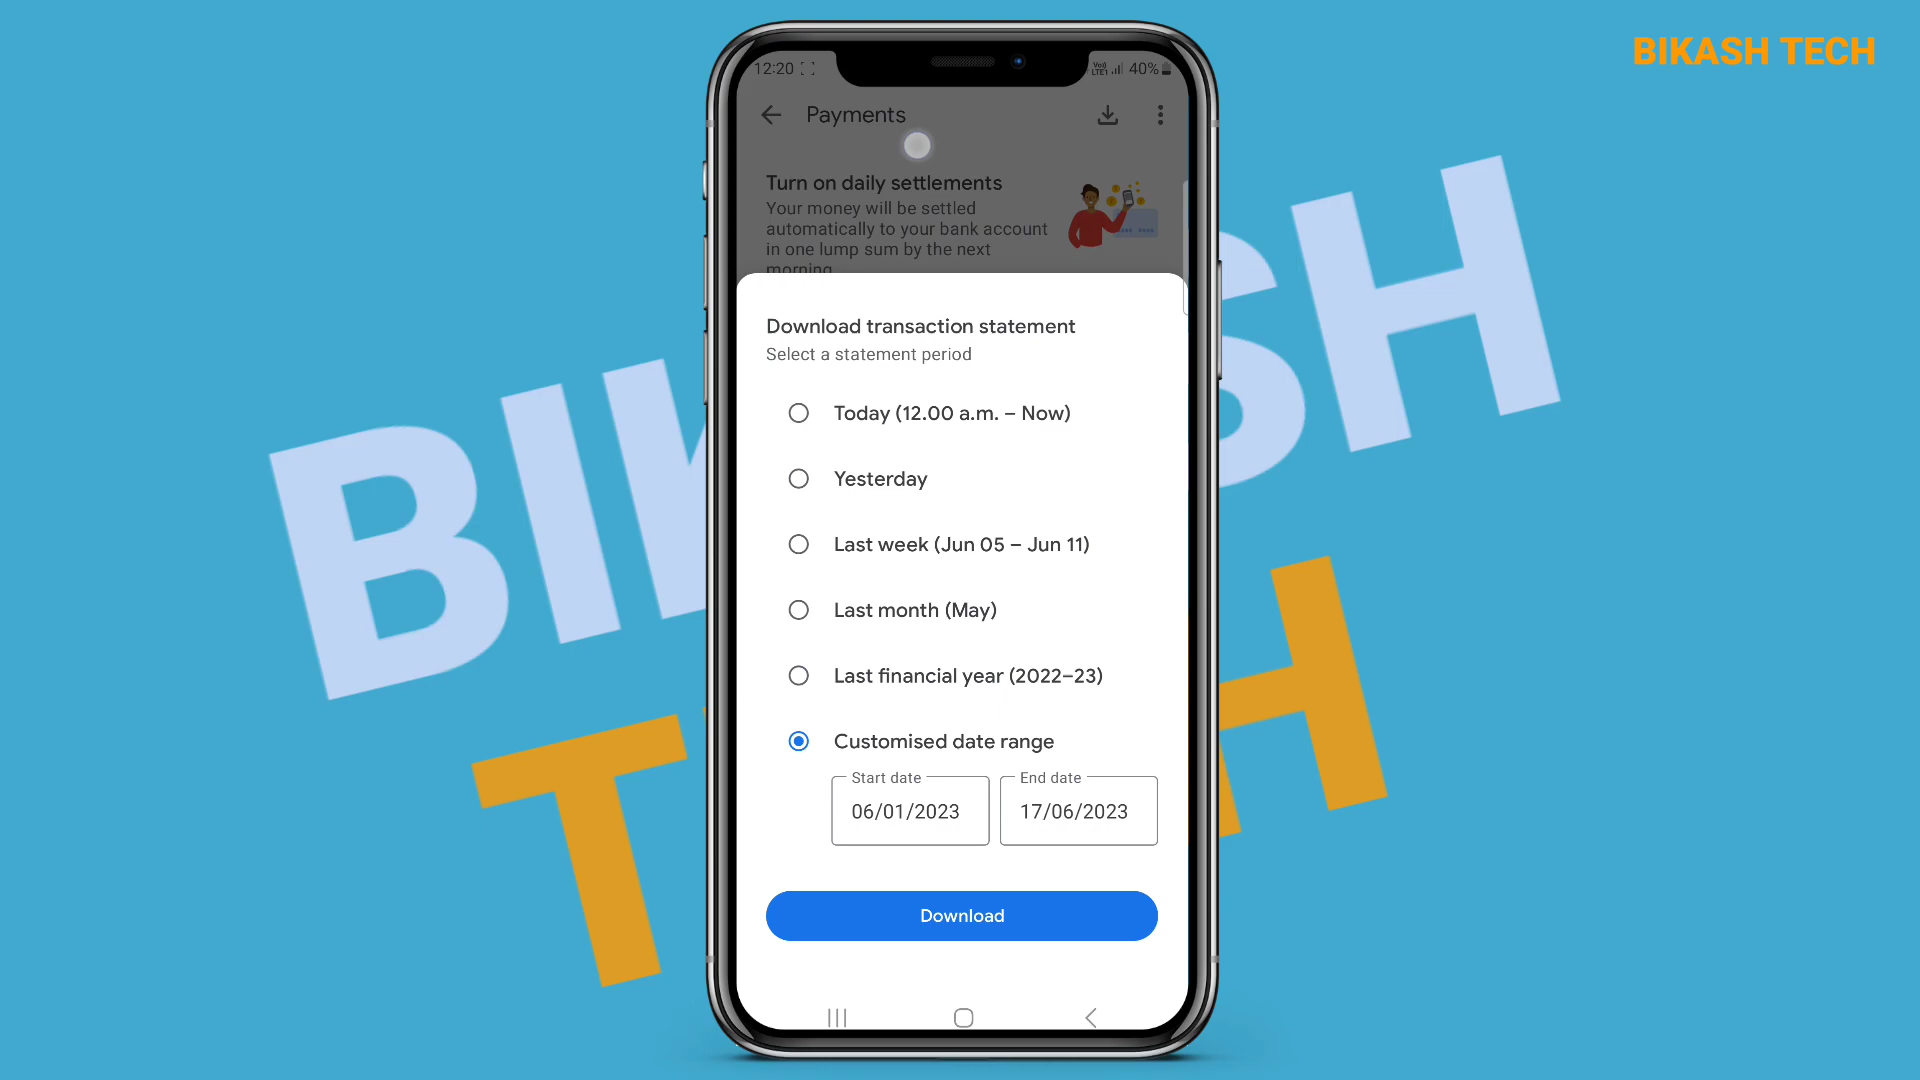 BIKASH TECH
12:20
Vo)) LTE1 40%
Payments
Turn on daily settlements
Your money will be settled
automatically to your bank account
in one lump sum by the next
morning
Download transaction statement
Select a statement period
Today (12.00 a.m. – Now)
Yesterday
Last week (Jun 05 – Jun 11)
Last month (May)
Last financial year (2022–23)
Customised date range
Start date End date
06/01/2023 17/06/2023
Download